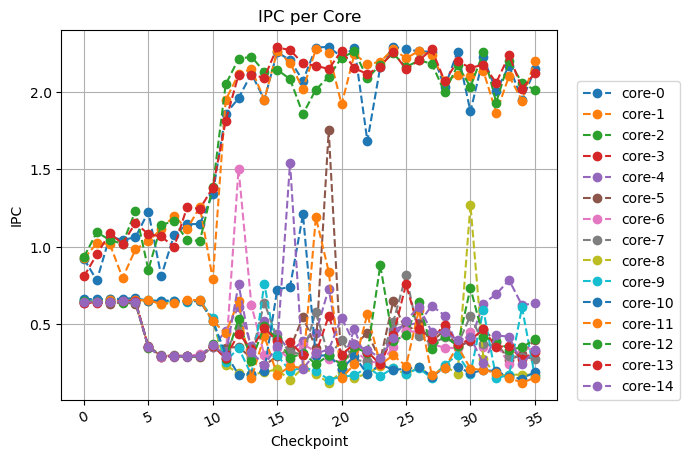 IPC per Core
IPC
2.0
1.5
1.0
0.5
0
5
10
15
20
25
30
35
Checkpoint
core-0
core-1
core-2
core-3
core-4
core-5
core-6
core-7
core-8
core-9
core-10
core-11
core-12
core-13
core-14